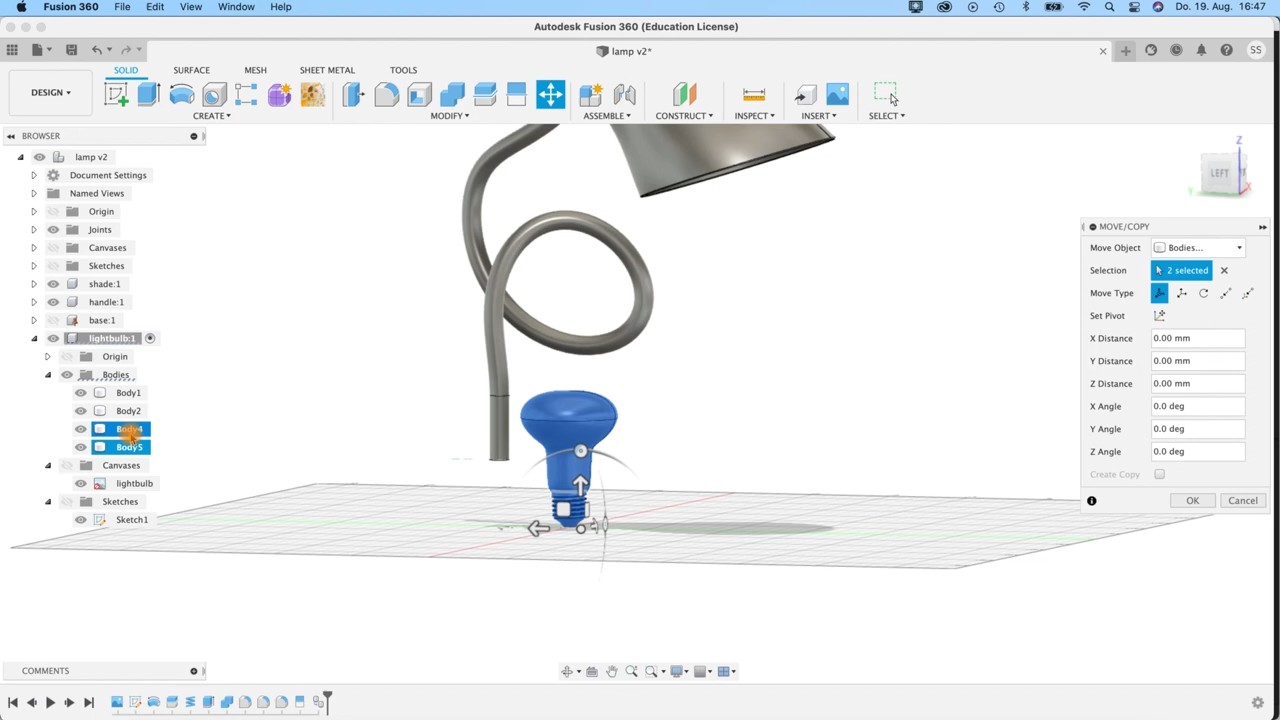 Fusion 360 File Edit View Window Help Do. 19. Aug. 16:47
Autodesk Fusion 360 (Education License)
lamp v2*
SS
DESIGN
SOLID SURFACE MESH SHEET METAL TOOLS
CREATE MODIFY ASSEMBLE CONSTRUCT INSPECT INSERT SELECT
BROWSER
lamp v2
Document Settings
Named Views
Origin
Joints
Canvases
Sketches
shade:1
handle:1
base:1
lightbulb:1
Origin
Bodies
Body1
Body2
Body4
Body5
Canvases
lightbulb
Sketches
Sketch1
Z
LEFT
Y
X
MOVE/COPY
Move Object Bodies...
Selection 2 selected
Move Type
Set Pivot
X Distance 0.00 mm
Y Distance 0.00 mm
Z Distance 0.00 mm
X Angle 0.0 deg
Y Angle 0.0 deg
Z Angle 0.0 deg
Create Copy
OK Cancel
COMMENTS